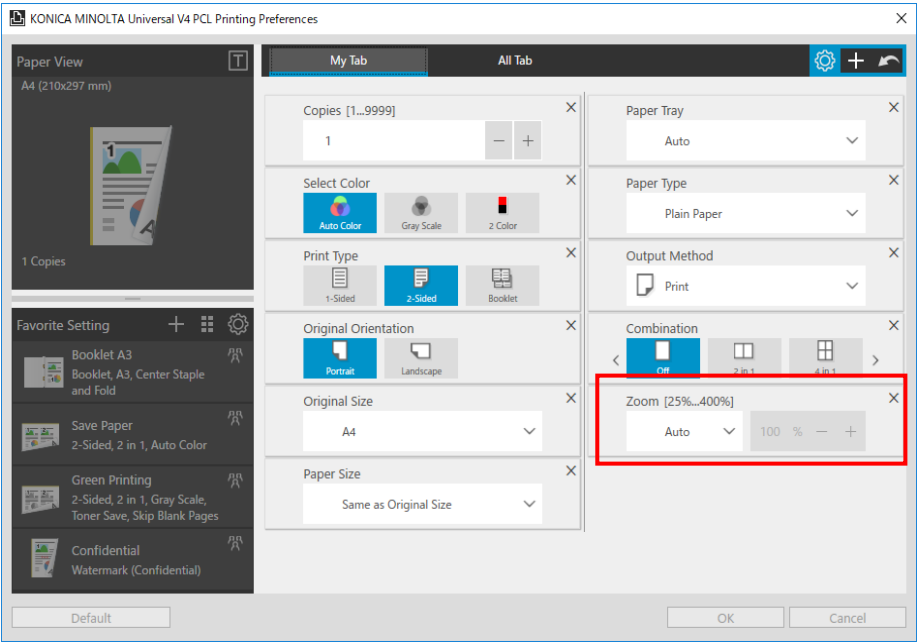 KONICA MINOLTA Universal V4 PCL Printing Preferences
Paper View
T
A4 (210x297 mm)
1
1 Copies
Favorite Setting
Booklet A3
Booklet, A3, Center Staple
and Fold
Save Paper
2-Sided, 2 in 1, Auto Color
Green Printing
2-Sided, 2 in 1, Gray Scale,
Toner Save, Skip Blank Pages
Confidential
Watermark (Confidential)
My Tab
All Tab
Copies [1...9999]
1
Select Color
Auto Color
Gray Scale
2 Color
Print Type
1-Sided
2-Sided
Booklet
Original Orientation
Portrait
Landscape
Original Size
A4
Paper Size
Same as Original Size
Paper Tray
Auto
Paper Type
Plain Paper
Output Method
Print
Combination
Off
2 in 1
4 in 1
Zoom [25%...400%]
Auto
100 %
Default
OK
Cancel